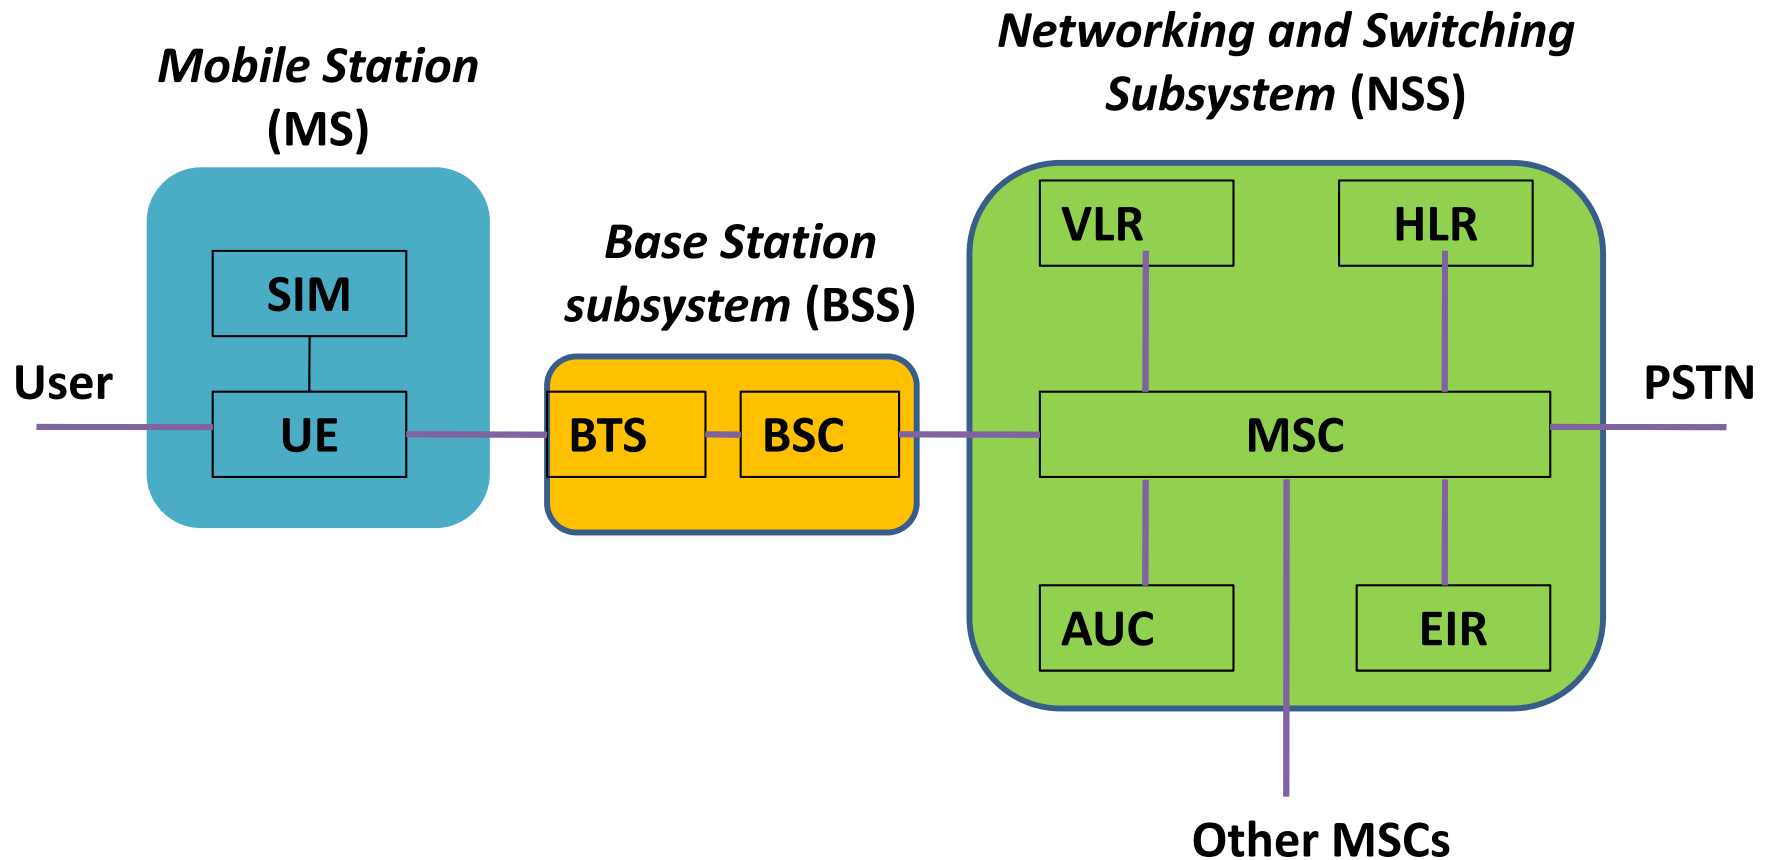 Networking and Switching
Subsystem (NSS)
Mobile Station
(MS)
Base Station
subsystem (BSS)
VLR
HLR
SIM
User
PSTN
UE
BTS
BSC
MSC
AUC
EIR
Other MSCs